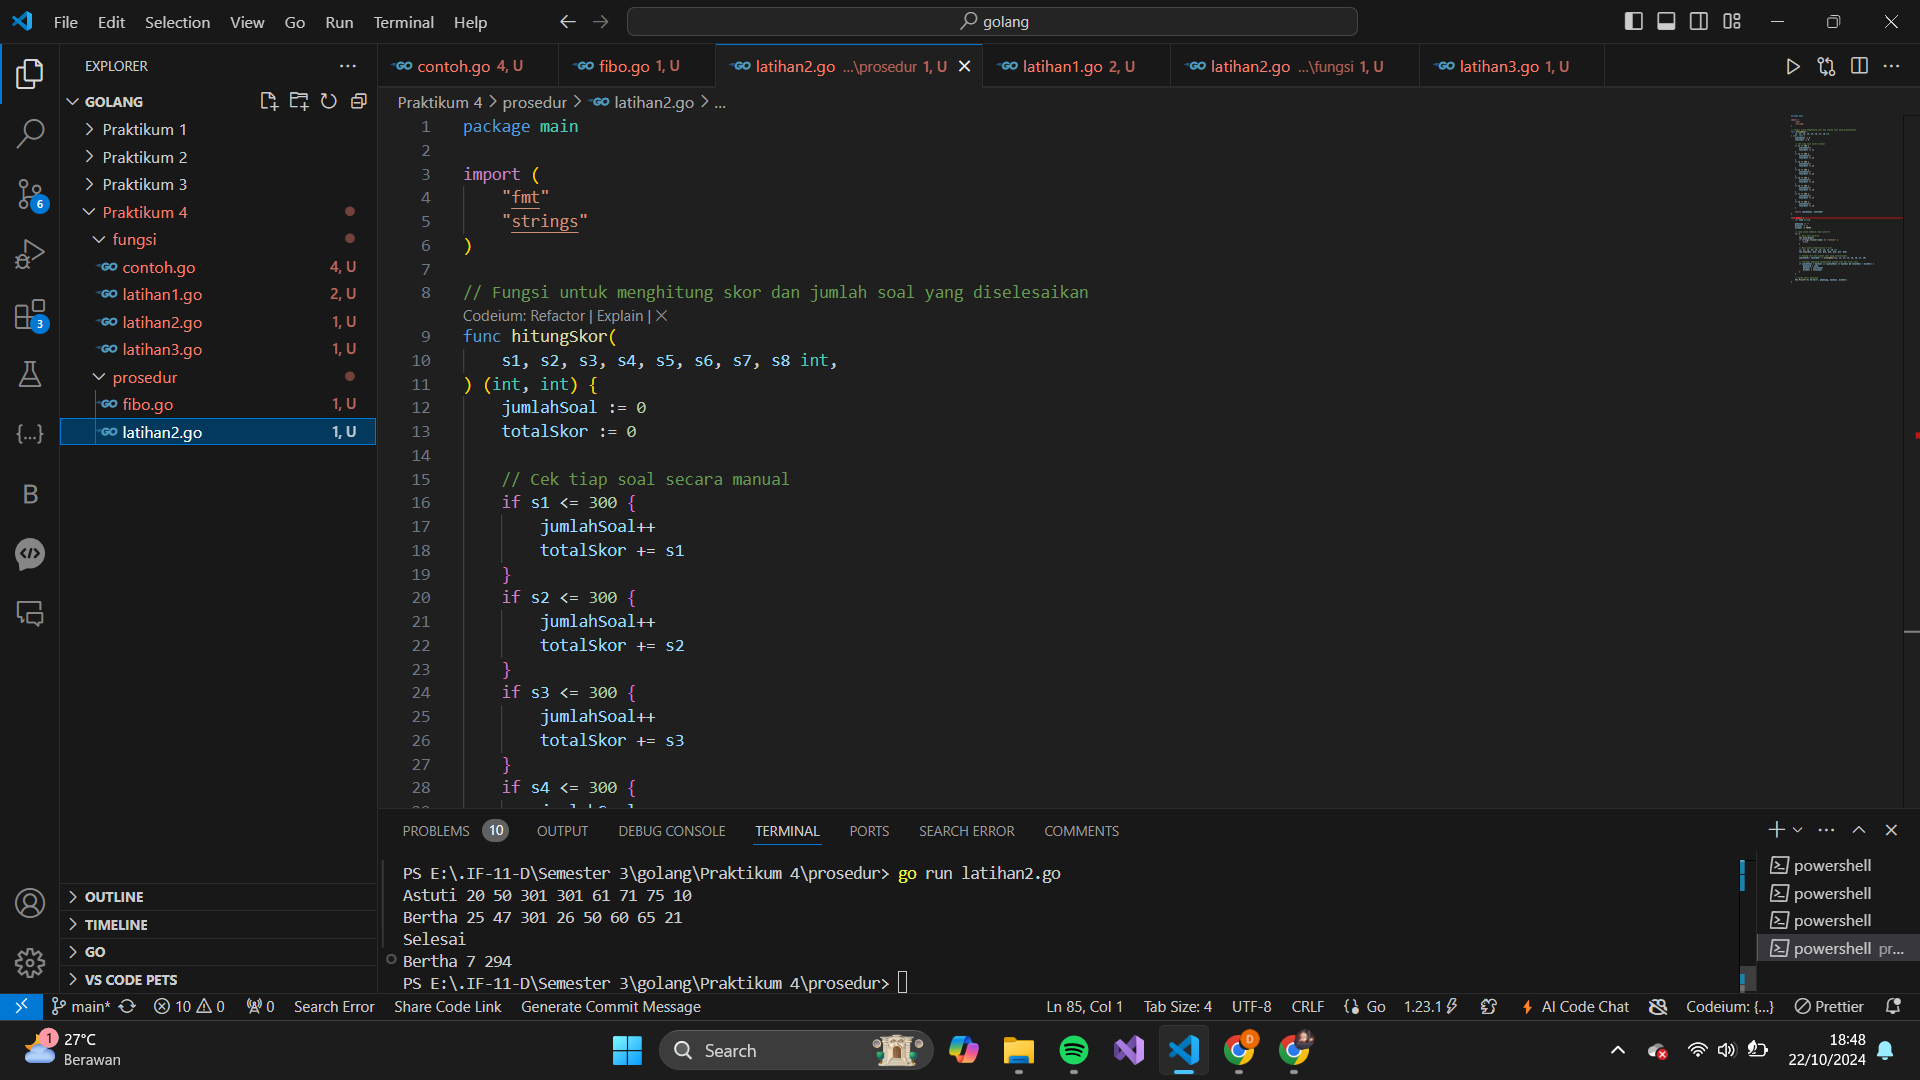 File Edit Selection View Go Run Terminal Help
golang
EXPLORER
GOLANG
Praktikum 1
Praktikum 2
Praktikum 3
Praktikum 4
fungsi
contoh.go 4, U
latihan1.go 2, U
latihan2.go 1, U
latihan3.go 1, U
prosedur
fibo.go 1, U
latihan2.go 1, U
OUTLINE
TIMELINE
GO
VS CODE PETS
6
3
contoh.go 4, U fibo.go 1, U latihan2.go ...\prosedur 1, U latihan1.go 2, U latihan2.go ...\fungsi 1, U latihan3.go 1, U
Praktikum 4 > prosedur > latihan2.go > ...
1 package main
2
3 import (
4 "fmt"
5 "strings"
6 )
7
8 // Fungsi untuk menghitung skor dan jumlah soal yang diselesaikan
Codeium: Refactor | Explain | ×
9 func hitungSkor(
10 s1, s2, s3, s4, s5, s6, s7, s8 int,
11 ) (int, int) {
12 jumlahSoal := 0
13 totalSkor := 0
14
15 // Cek tiap soal secara manual
16 if s1 <= 300 {
17 jumlahSoal++
18 totalSkor += s1
19 }
20 if s2 <= 300 {
21 jumlahSoal++
22 totalSkor += s2
23 }
24 if s3 <= 300 {
25 jumlahSoal++
26 totalSkor += s3
27 }
28 if s4 <= 300 {
PROBLEMS 10 OUTPUT DEBUG CONSOLE TERMINAL PORTS SEARCH ERROR COMMENTS
PS E:\.IF-11-D\Semester 3\golang\Praktikum 4\prosedur> go run latihan2.go
Astuti 20 50 301 301 61 71 75 10
Bertha 25 47 301 26 50 60 65 21
Selesai
Bertha 7 294
PS E:\.IF-11-D\Semester 3\golang\Praktikum 4\prosedur>
powershell
powershell
powershell
powershell pr...
main* 10 0 0 Search Error Share Code Link Generate Commit Message Ln 85, Col 1 Tab Size: 4 UTF-8 CRLF Go 1.23.1 AI Code Chat Codeium: {...} Prettier
1 27°C
Berawan
Search
18:48
22/10/2024